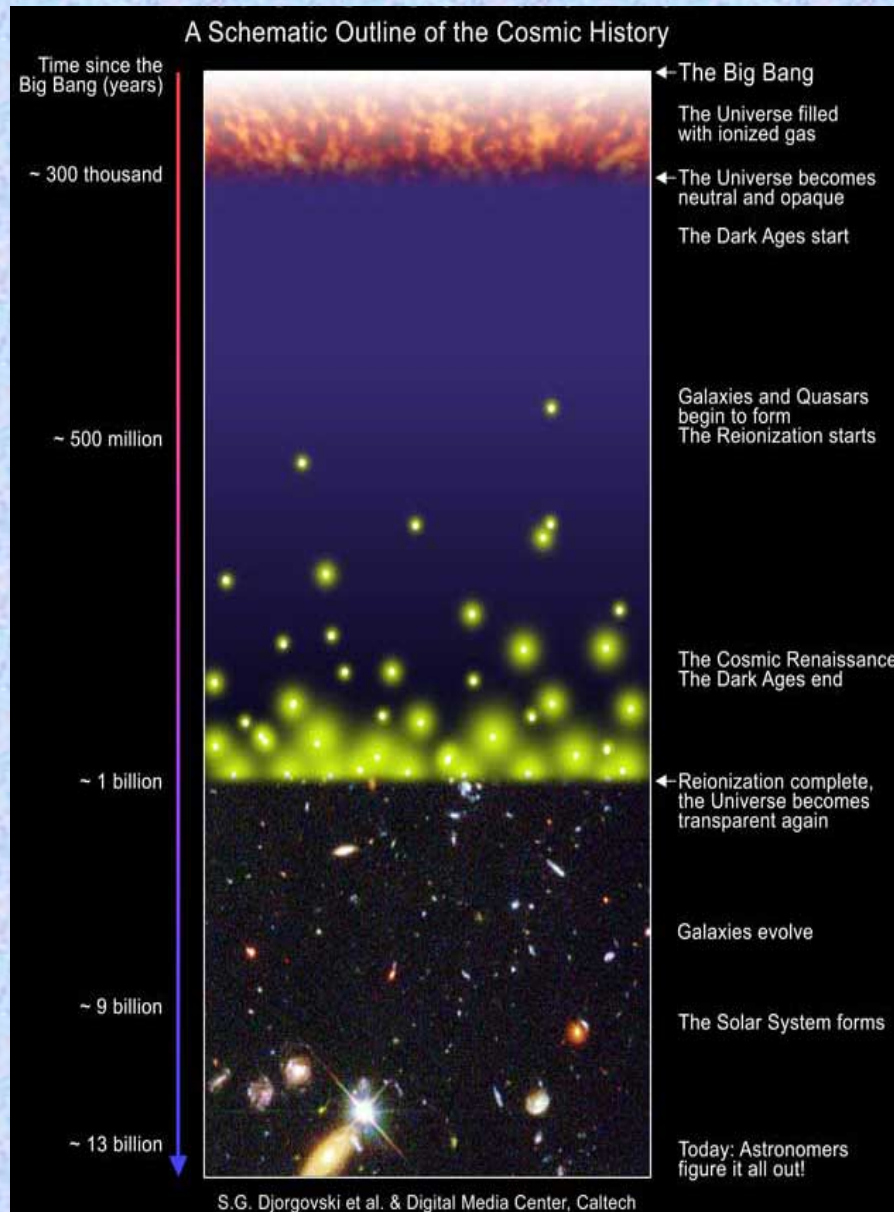 A Schematic Outline of the Cosmic History
Time since the
Big Bang (years)
The Big Bang
The Universe filled
with ionized gas
~ 300 thousand
The Universe becomes
neutral and opaque
The Dark Ages start
Galaxies and Quasars
begin to form
~ 500 million
The Reionization starts
The Cosmic Renaissance
The Dark Ages end
~ 1 billion
Reionization complete,
the Universe becomes
transparent again
Galaxies evolve
~ 9 billion
The Solar System forms
~ 13 billion
Today: Astronomers
figure it all out!
S.G. Djorgovski et al. & Digital Media Center, Caltech